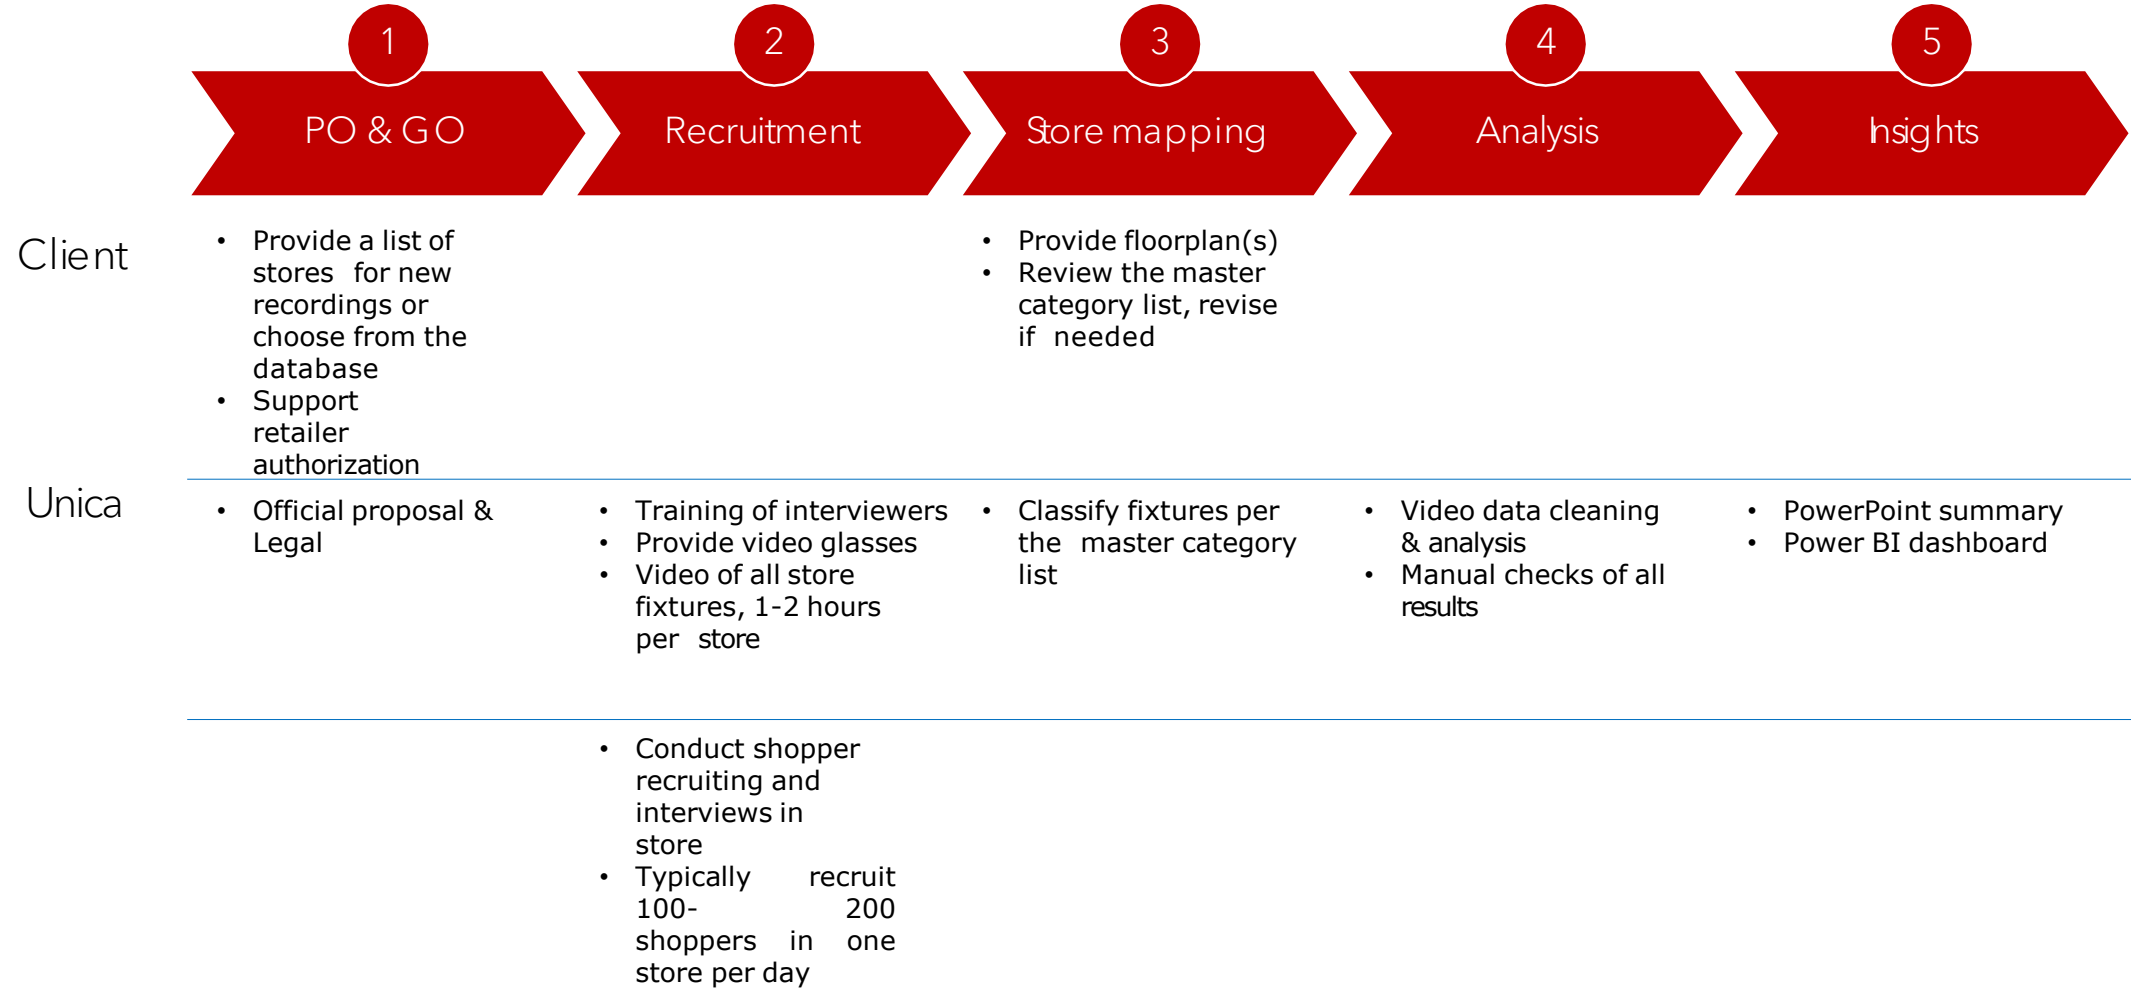 1
2
3
4
5
PO & GO
Recruitment
Store mapping
Analysis
Insights
Client
• Provide a list of
stores for new
recordings or
choose from the
database
• Support
retailer
authorization
• Provide floorplan(s)
• Review the master
category list, revise
if needed
Unica
• Official proposal &
Legal
• Training of interviewers
• Provide video glasses
• Video of all store
fixtures, 1-2 hours
per store
• Classify fixtures per
the master category
list
• Video data cleaning
& analysis
• Manual checks of all
results
• PowerPoint summary
• Power BI dashboard
• Conduct shopper
recruiting and
interviews in
store
• Typically recruit
100- 200
shoppers in one
store per day